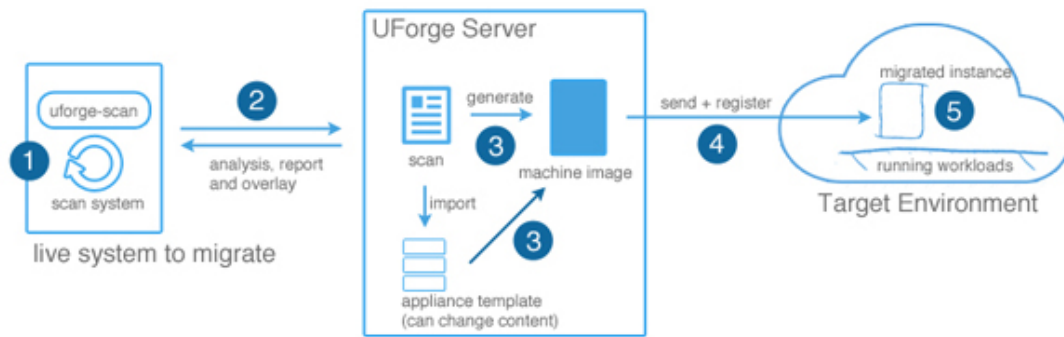 uforge-scan
1
scan system
live system to migrate
2
analysis, report
and overlay
UForge Server
scan
generate
3
machine image
import
3
appliance template
(can change content)
send + register
4
migrated instance
5
running workloads
Target Environment